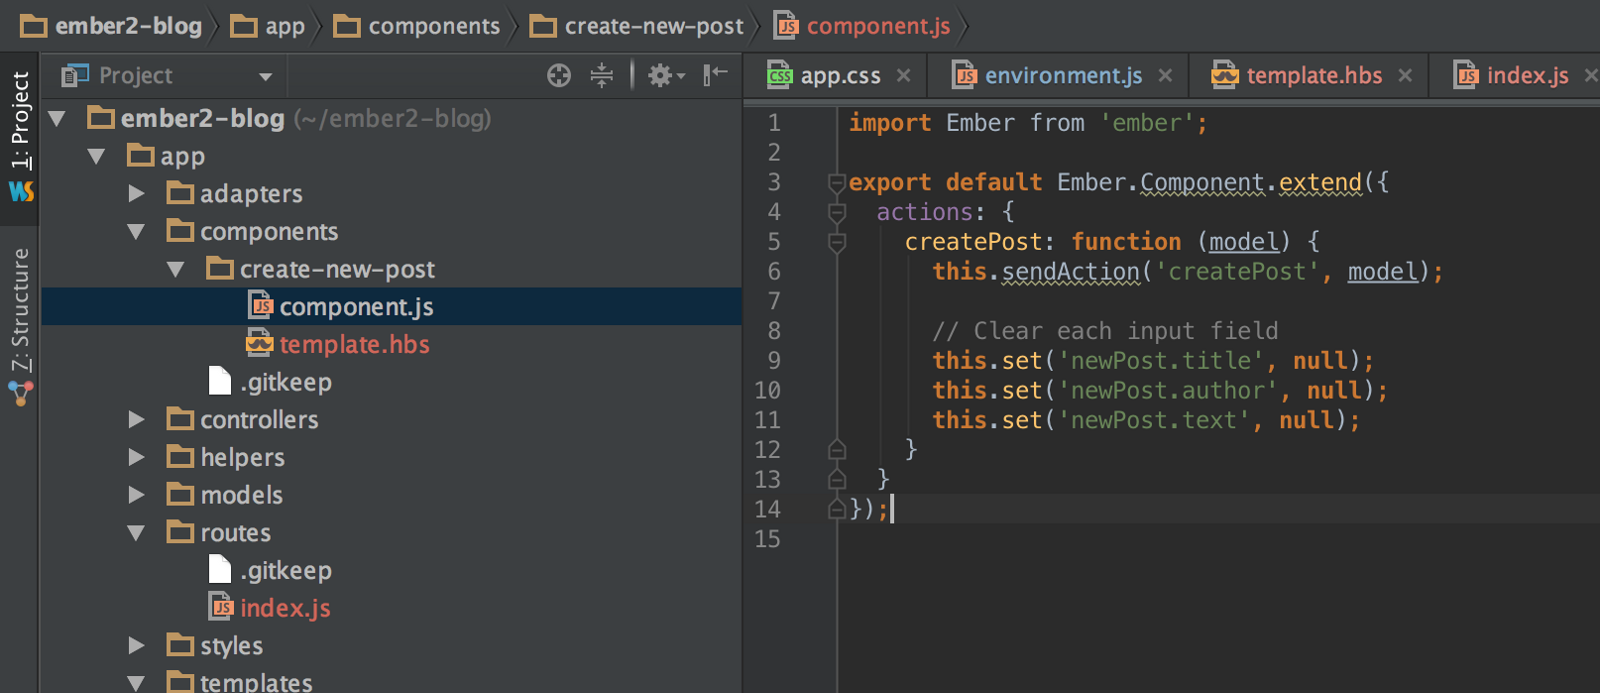 ember2-blog app components create-new-post component.js
Project
app.css environment.js template.hbs index.js
1: Project
WS
7: Structure
ember2-blog (~/ember2-blog)
app
adapters
components
create-new-post
component.js
template.hbs
.gitkeep
controllers
helpers
models
routes
.gitkeep
index.js
styles
templates
1 import Ember from 'ember';
2
3 export default Ember.Component.extend({
4 actions: {
5 createPost: function (model) {
6 this.sendAction('createPost', model);
7
8 // Clear each input field
9 this.set('newPost.title', null);
10 this.set('newPost.author', null);
11 this.set('newPost.text', null);
12 }
13 }
14 });
15